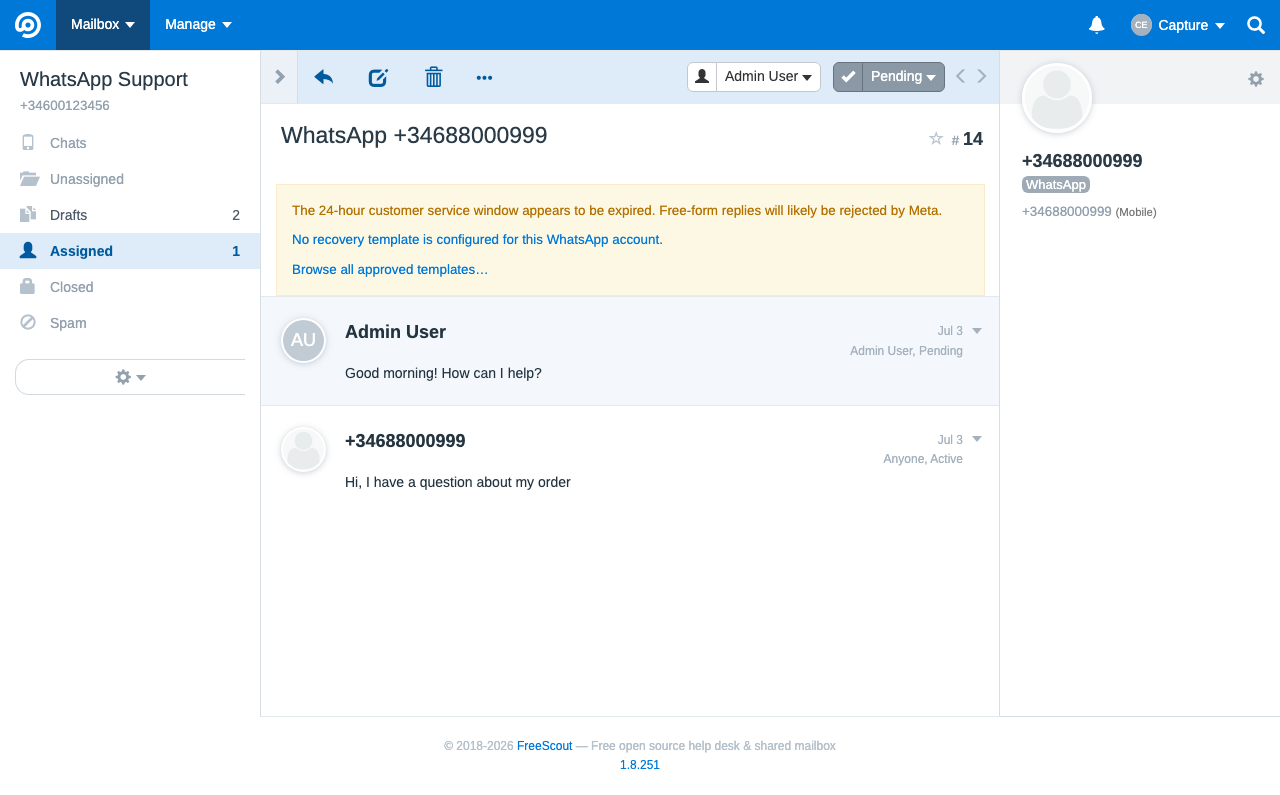 Mailbox
Manage
CE
Capture
WhatsApp Support
+34600123456
Chats
Unassigned
Drafts 2
Assigned 1
Closed
Spam
Admin User
Pending
WhatsApp +34688000999
# 14
The 24-hour customer service window appears to be expired. Free-form replies will likely be rejected by Meta.
No recovery template is configured for this WhatsApp account.
Browse all approved templates…
AU
Admin User
Jul 3
Admin User, Pending
Good morning! How can I help?
+34688000999
Jul 3
Anyone, Active
Hi, I have a question about my order
+34688000999
WhatsApp
+34688000999 (Mobile)
© 2018-2026 FreeScout — Free open source help desk & shared mailbox
1.8.251